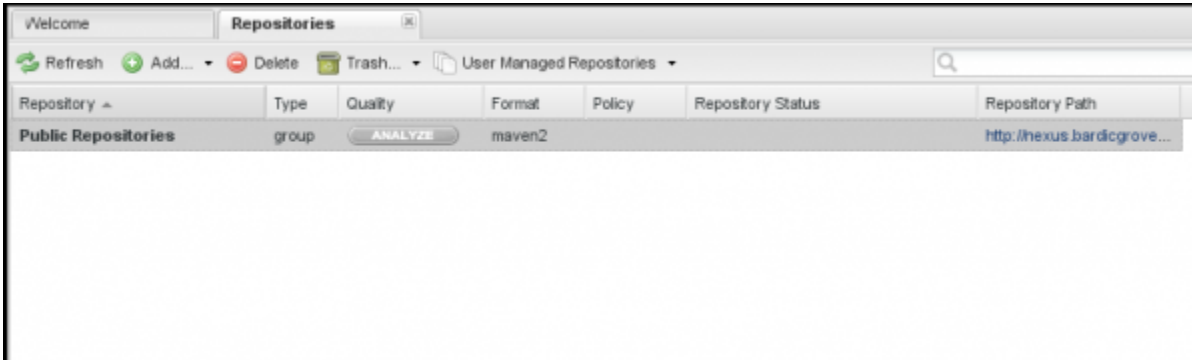 Welcome Repositories
Refresh Add... Delete Trash... User Managed Repositories
Repository Type Quality Format Policy Repository Status Repository Path
Public Repositories group ANALYZE maven2 http://nexus.bardicgrove...